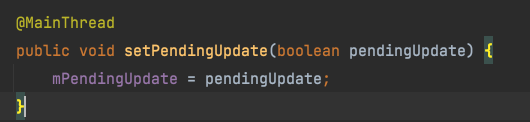 @MainThread
public void setPendingUpdate(boolean pendingUpdate) {
    mPendingUpdate = pendingUpdate;
}